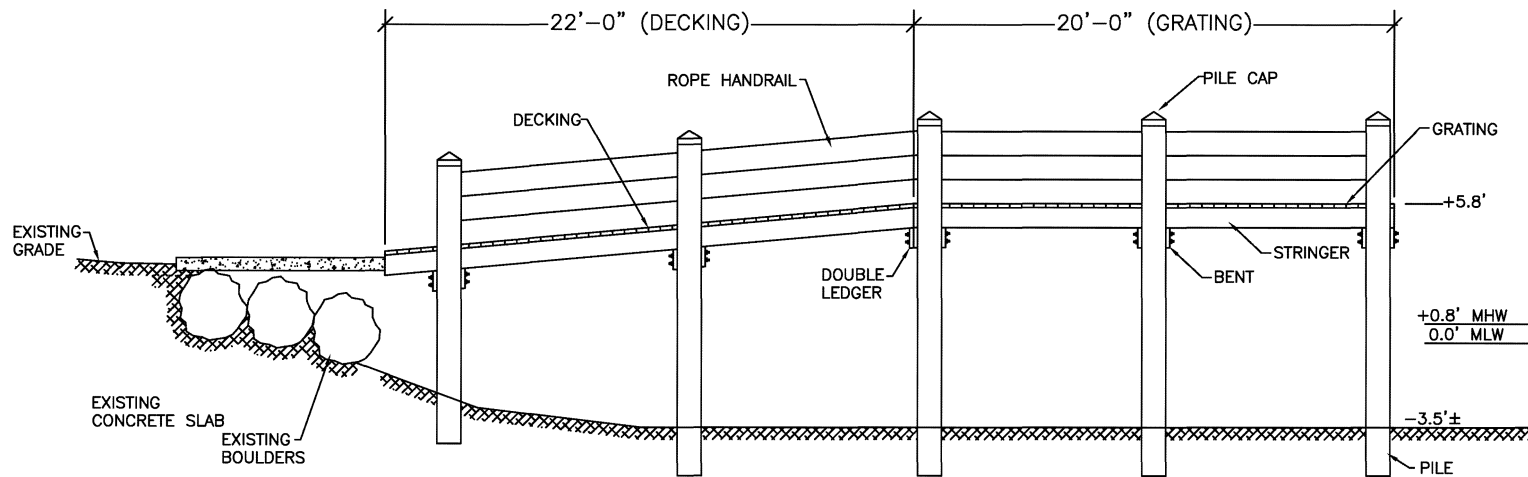 22'-0" (DECKING)
20'-0" (GRATING)
ROPE HANDRAIL
PILE CAP
DECKING
GRATING
+5.8'
EXISTING
GRADE
STRINGER
DOUBLE
LEDGER
BENT
+0.8' MHW
0.0' MLW
EXISTING
CONCRETE SLAB
-3.5'±
EXISTING
BOULDERS
PILE